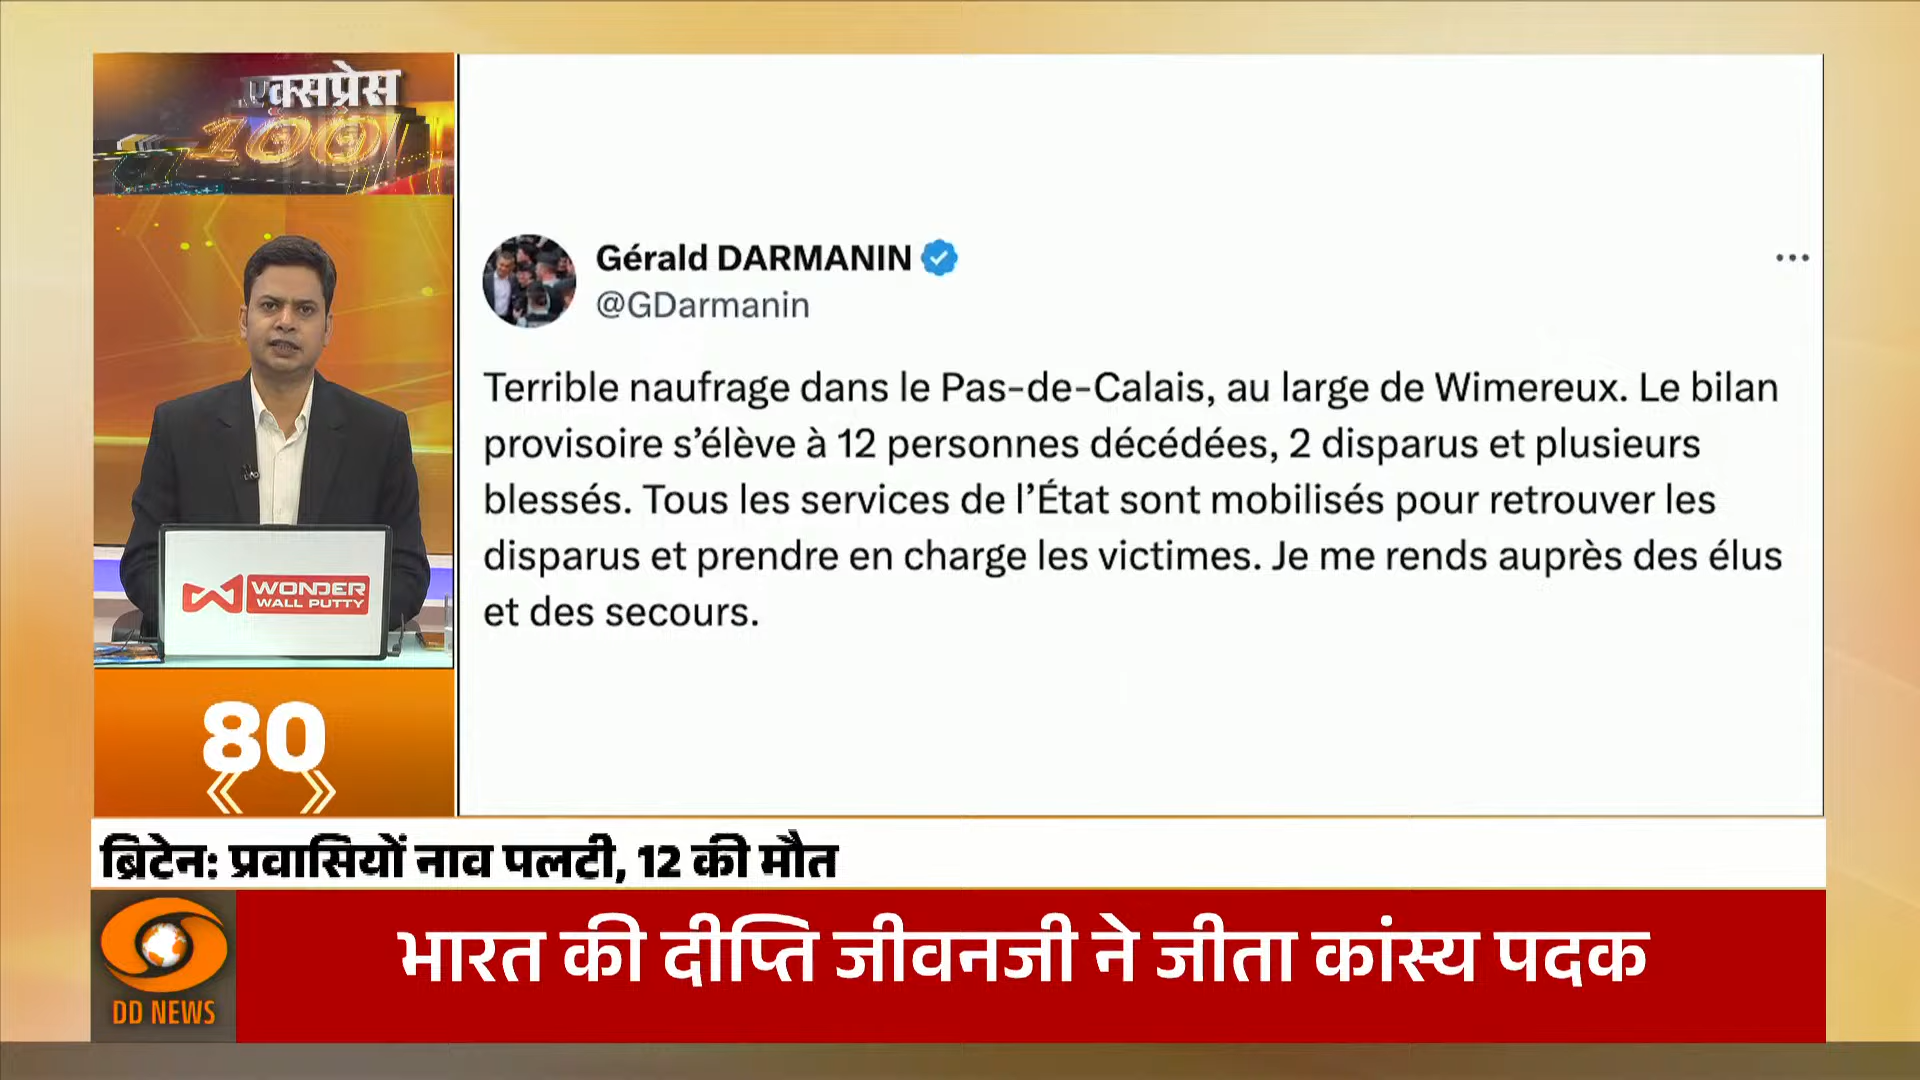 एक्सप्रेस
100
Gérald DARMANIN
@GDarmanin
Terrible naufrage dans le Pas-de-Calais, au large de Wimereux. Le bilan
provisoire s’élève à 12 personnes décédées, 2 disparus et plusieurs
blessés. Tous les services de l’État sont mobilisés pour retrouver les
disparus et prendre en charge les victimes. Je me rends auprès des élus
et des secours.
WONDER
WALL PUTTY
80
ब्रिटेन: प्रवासियों नाव पलटी, 12 की मौत
भारत की दीप्ति जीवनजी ने जीता कांस्य पदक
DD NEWS